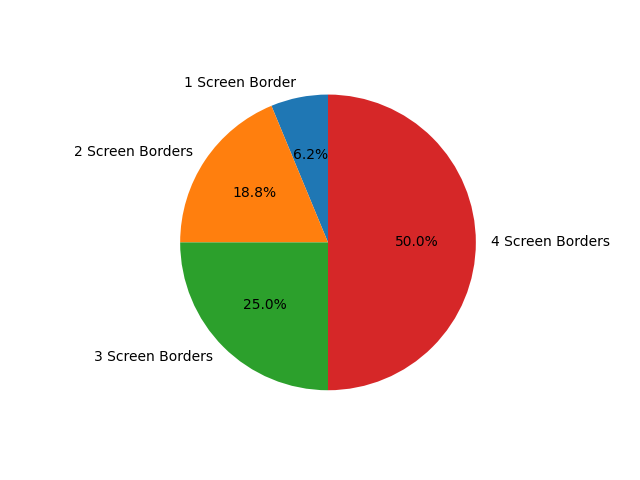 1 Screen Border
6.2%
2 Screen Borders
18.8%
50.0%
4 Screen Borders
25.0%
3 Screen Borders